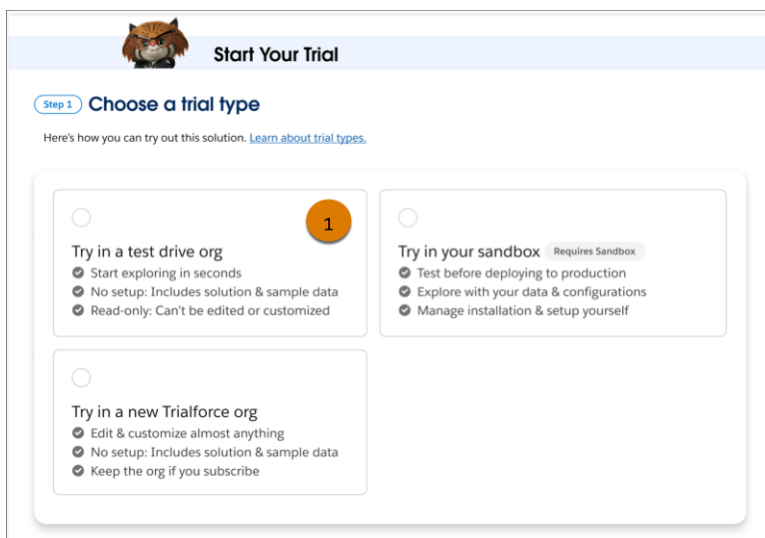 Start Your Trial
Step 1 Choose a trial type
Here's how you can try out this solution. Learn about trial types.
1
Try in a test drive org
Start exploring in seconds
No setup: Includes solution & sample data
Read-only: Can't be edited or customized
Try in your sandbox Requires Sandbox
Test before deploying to production
Explore with your data & configurations
Manage installation & setup yourself
Try in a new Trialforce org
Edit & customize almost anything
No setup: Includes solution & sample data
Keep the org if you subscribe